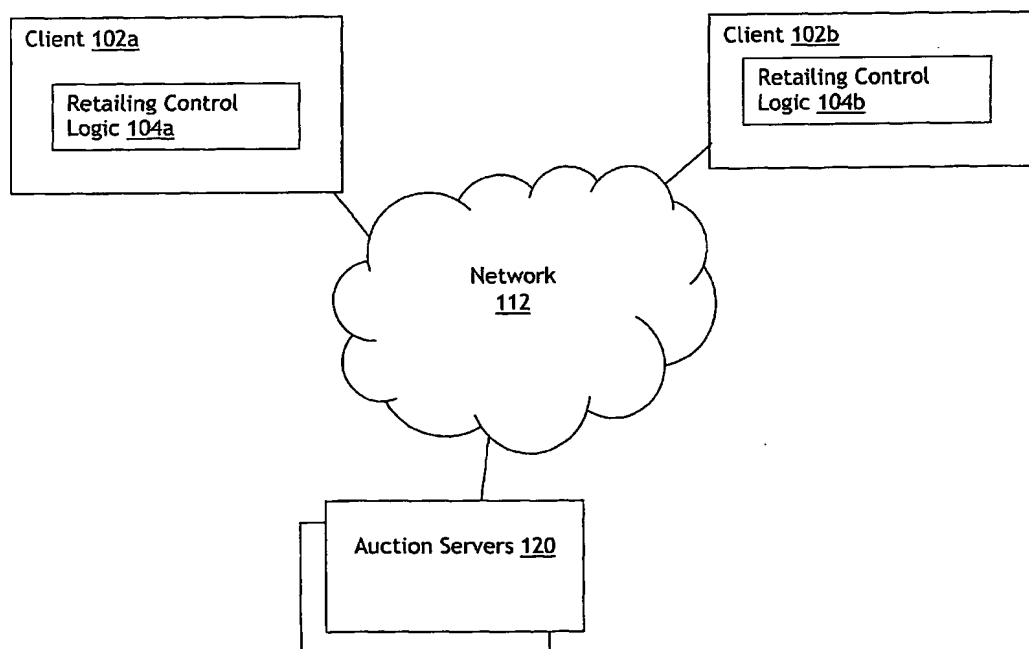 Client 102a
Retailing Control
Logic 104a
Client 102b
Retailing Control
Logic 104b
Network
112
Auction Servers 120